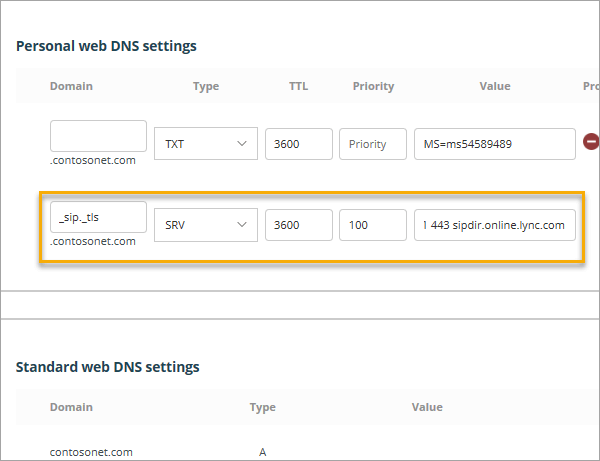 Personal web DNS settings
Domain Type TTL Priority Value Pro
TXT 3600 Priority MS=ms54589489
.contosonet.com
_sip._tls SRV 3600 100 1 443 sipdir.online.lync.com
.contosonet.com
Standard web DNS settings
Domain Type Value
contosonet.com A